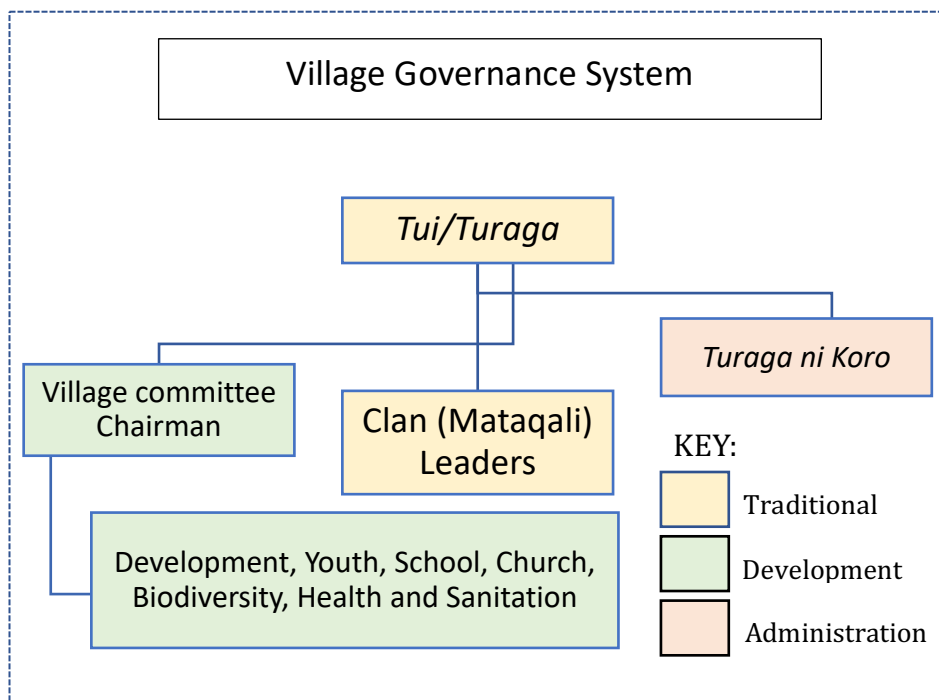 Village Governance System
Tui/Turaga
Turaga ni Koro
Village committee
Chairman
Clan (Mataqali)
Leaders
Development, Youth, School, Church,
Biodiversity, Health and Sanitation
KEY:
Traditional
Development
Administration